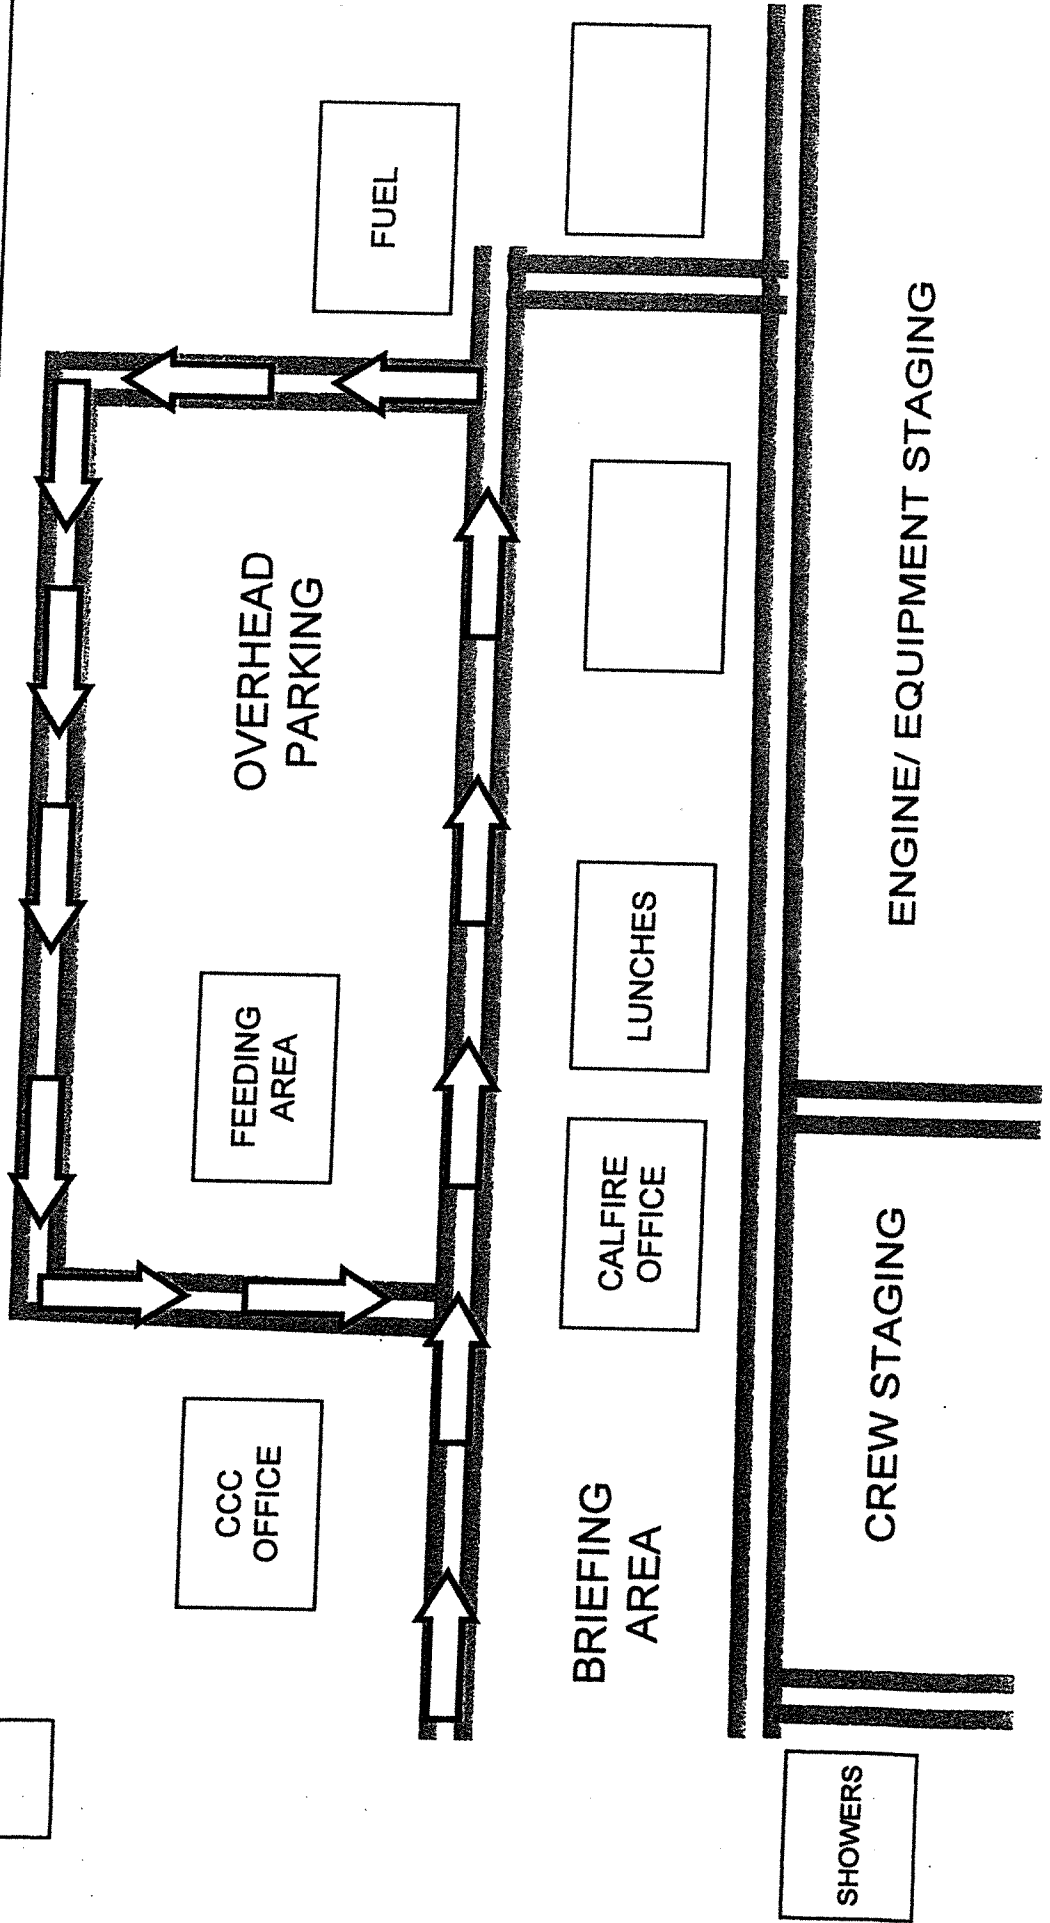 FUEL
OVERHEAD
PARKING
FEEDING
AREA
CCC
OFFICE
LUNCHES
CALFIRE
OFFICE
BRIEFING
AREA
ENGINE/ EQUIPMENT STAGING
CREW STAGING
SHOWERS